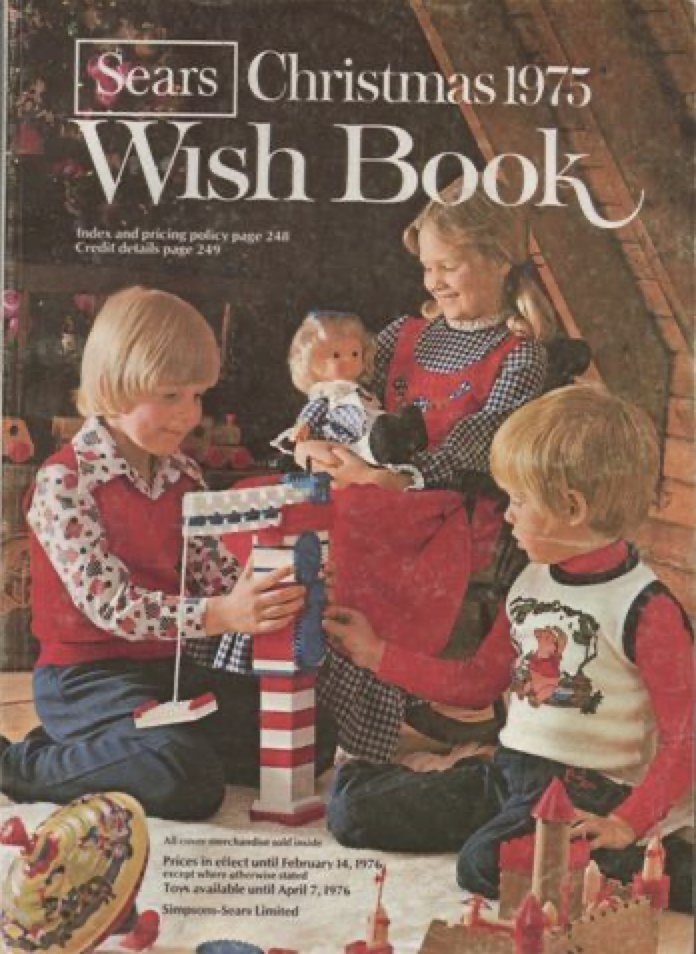 Sears Christmas 1975
Wish Book
Index and pricing policy page 248
Credit details page 249
All cover merchandise sold inside
Prices in effect until February 14, 1976
except where otherwise stated
Toys available until April 7, 1976
Simpsons-Sears Limited